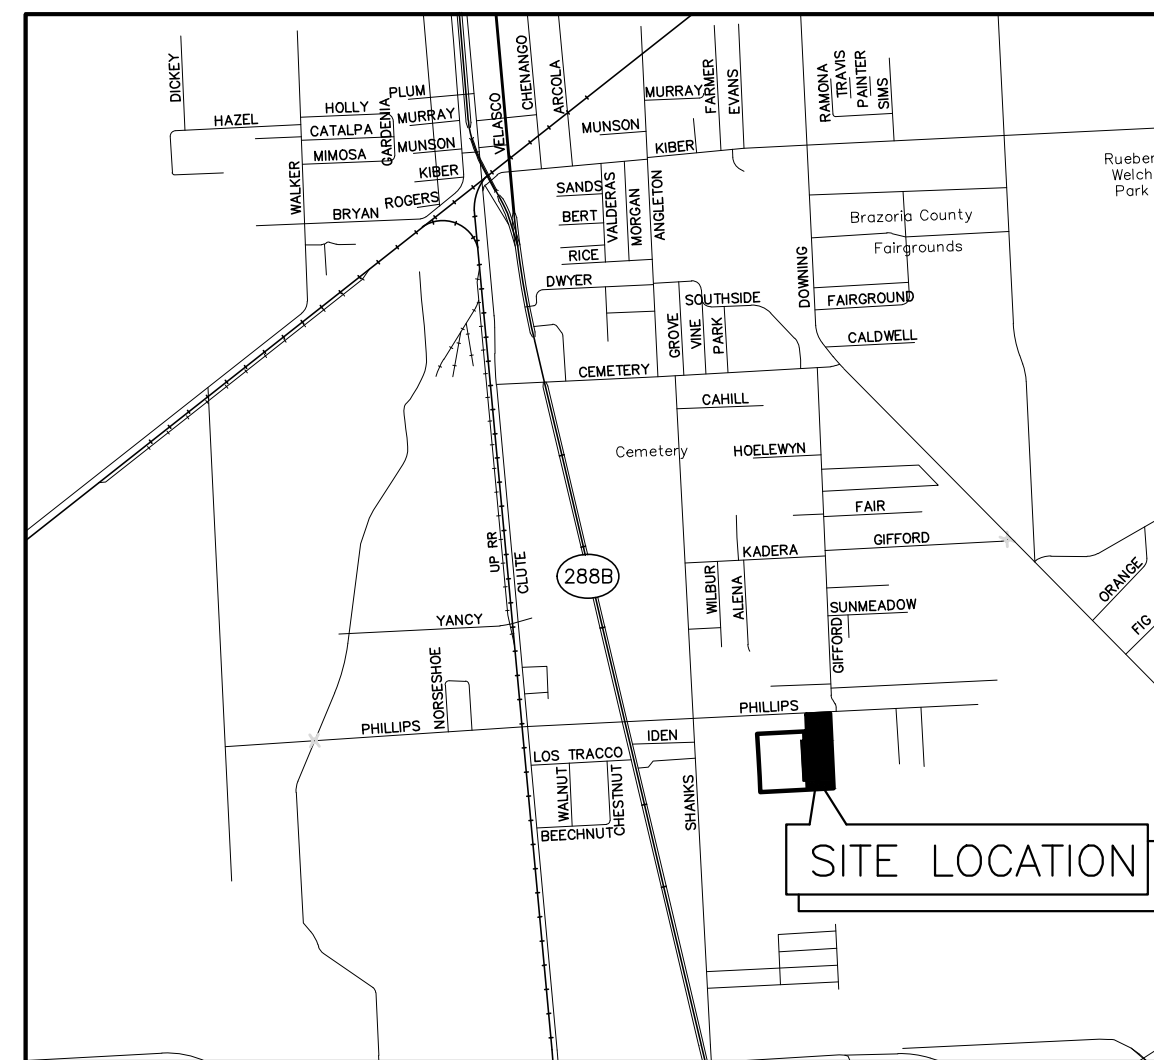 DICKEY
HAZEL
HOLLY
CATALPA
MIMOSA
GARDENIA
PLUM
MURRAY
MUNSON
KIBER
ROGERS
BRYAN
WALKER
VELASCO
CHENANGO
ARCOLA
MURRAY
MUNSON
KIBER
FARMER
EVANS
RAMONA
TRAVIS
PAINTER
SIMS
SANDS
BERT
RICE
VALDERAS
MORGAN
ANGLETON
DWYER
DOWNING
Brazoria County
Fairgrounds
Welch
Park
FAIRGROUND
CALDWELL
SOUTHSIDE
GROVE
VINE
PARK
CEMETERY
CAHILL
Cemetery
HOELEWYN
FAIR
GIFFORD
KADERA
UP RR
CLUTE
288B
WILBUR
ALENA
SUNMEADOW
GIFFORD
ORANGE
FIG
YANCY
NORSESHOE
PHILLIPS
PHILLIPS
IDEN
LOS TRACCO
WALNUT
CHESTNUT
BEECHNUT
SHANKS
SITE LOCATION